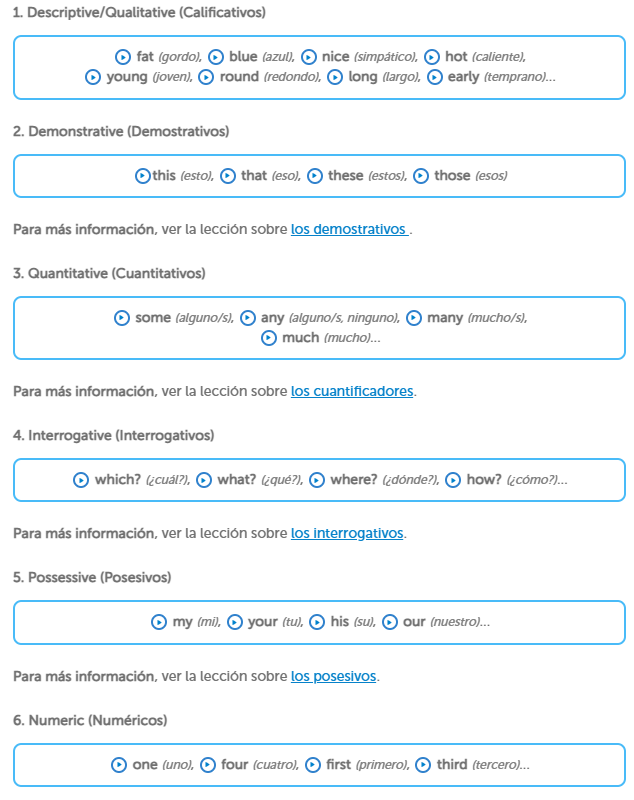 1. Descriptive/Qualitative (Calificativos)
fat (gordo), blue (azul), nice (simpático), hot (caliente),
young (joven), round (redondo), long (largo), early (temprano)...
2. Demonstrative (Demostrativos)
this (esto), that (eso), these (estos), those (esos)
Para más información, ver la lección sobre los demostrativos .
3. Quantitative (Cuantitativos)
some (alguno/s), any (alguno/s, ninguno), many (mucho/s),
much (mucho)...
Para más información, ver la lección sobre los cuantificadores.
4. Interrogative (Interrogativos)
which? (¿cuál?), what? (¿qué?), where? (¿dónde?), how? (¿cómo?)...
Para más información, ver la lección sobre los interrogativos.
5. Possessive (Posesivos)
my (mi), your (tu), his (su), our (nuestro)...
Para más información, ver la lección sobre los posesivos.
6. Numeric (Numéricos)
one (uno), four (cuatro), first (primero), third (tercero)...